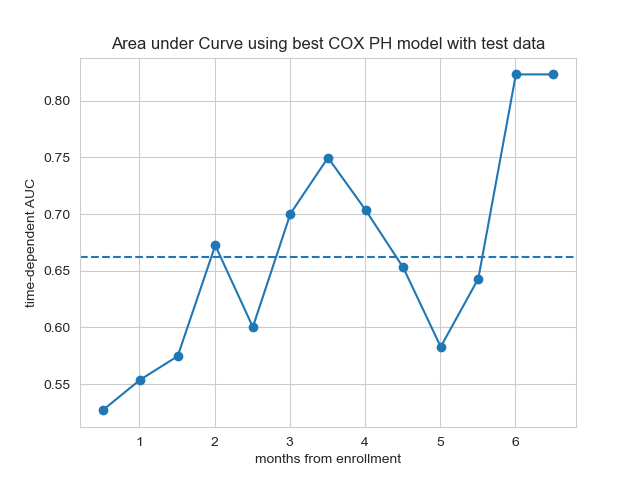 Area under Curve using best COX PH model with test data
time-dependent AUC
0.80
0.75
0.70
0.65
0.60
0.55
1 2 3 4 5 6
months from enrollment